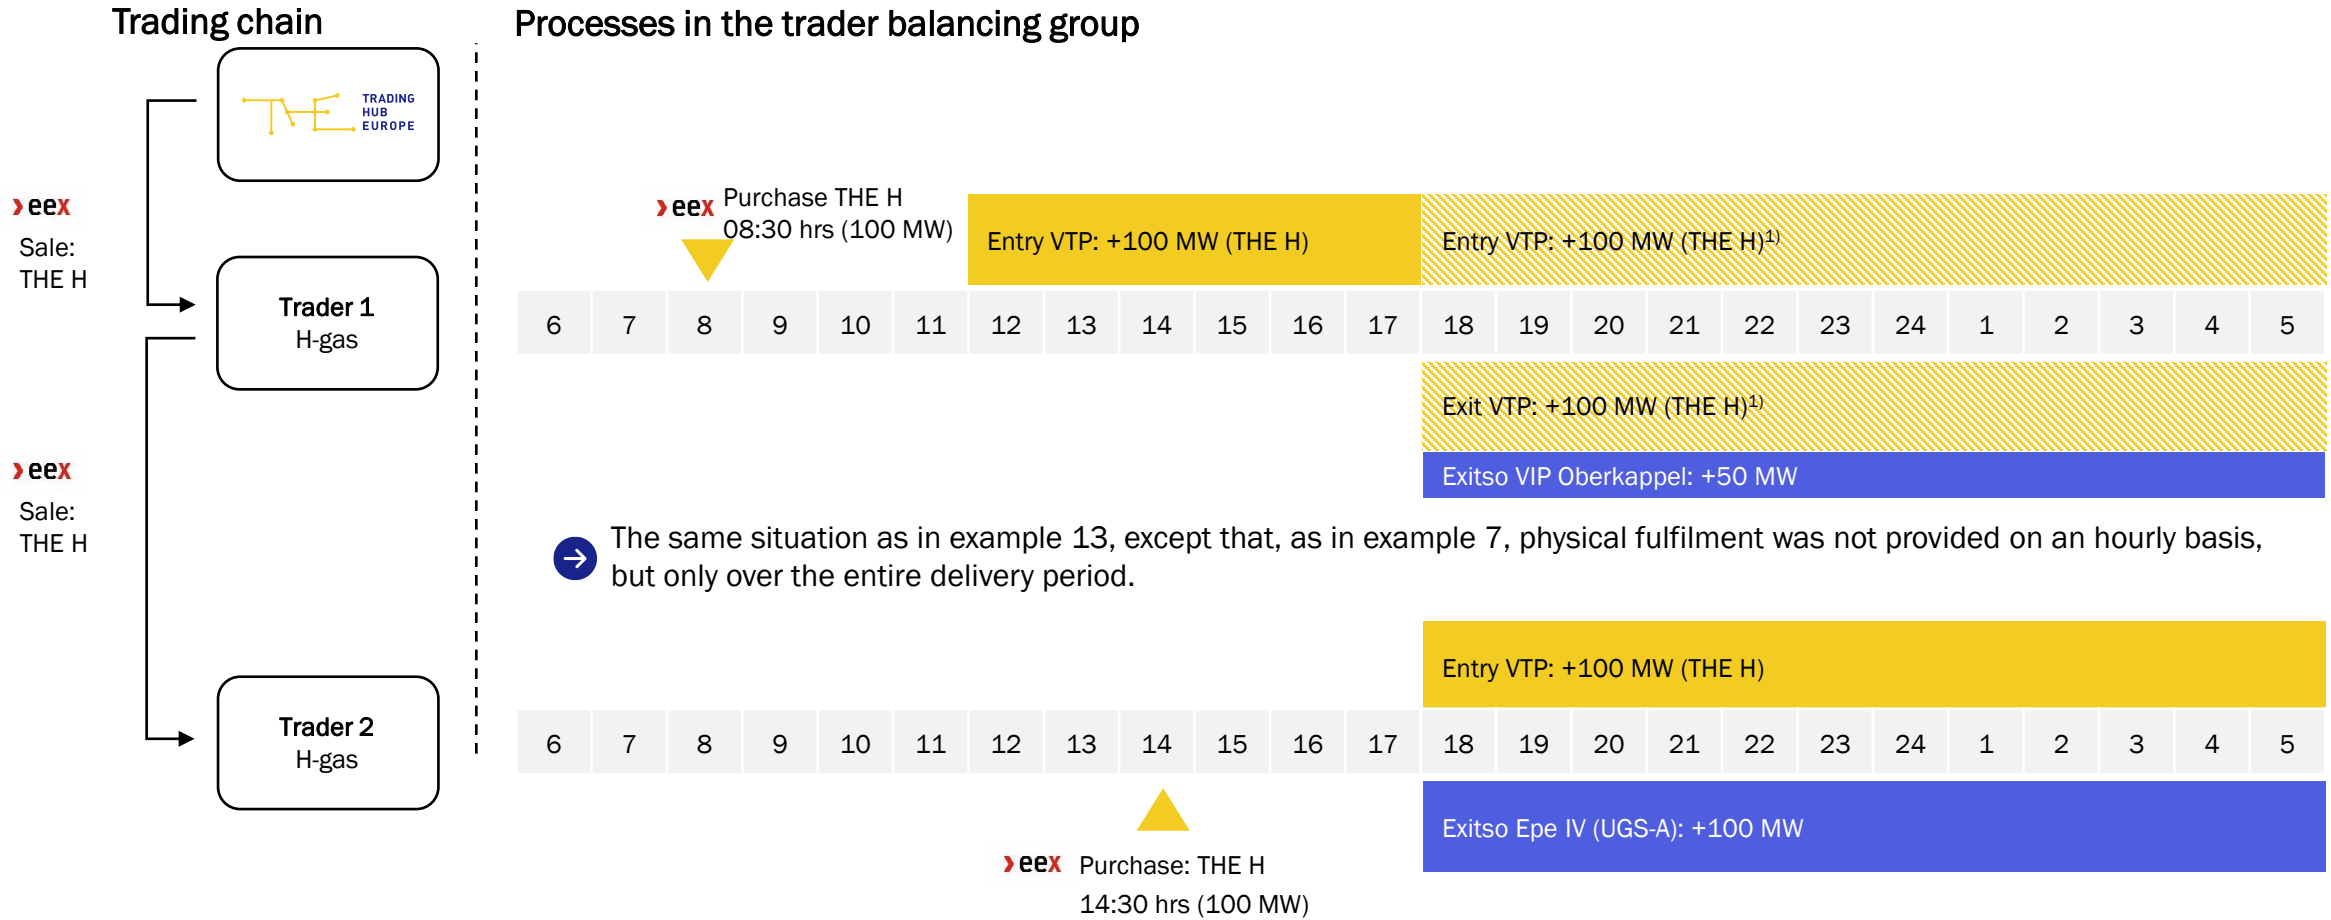 Trading chain
Processes in the trader balancing group
THE TRADING
HUB
EUROPE
eex
Sale:
THE H
eex
Purchase THE H
08:30 hrs (100 MW)
Entry VTP: +100 MW (THE H)
Entry VTP: +100 MW (THE H)1)
Trader 1
H-gas
6 7 8 9 10 11 12 13 14 15 16 17 18 19 20 21 22 23 24 1 2 3 4 5
Exit VTP: +100 MW (THE H)1)
Exitso VIP Oberkappel: +50 MW
eex
Sale:
THE H
The same situation as in example 13, except that, as in example 7, physical fulfilment was not provided on an hourly basis,
but only over the entire delivery period.
Entry VTP: +100 MW (THE H)
Trader 2
H-gas
6 7 8 9 10 11 12 13 14 15 16 17 18 19 20 21 22 23 24 1 2 3 4 5
Exitso Epe IV (UGS-A): +100 MW
eex
Purchase: THE H
14:30 hrs (100 MW)